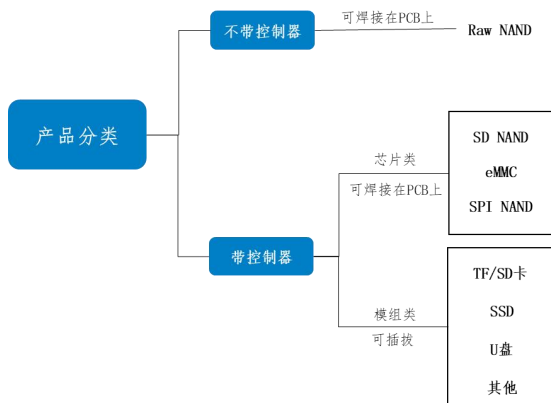 产品分类
不带控制器
可焊接在PCB上
Raw NAND
带控制器
芯片类
可焊接在PCB上
SD NAND
eMMC
SPI NAND
模组类
可插拔
TF/SD卡
SSD
U盘
其他